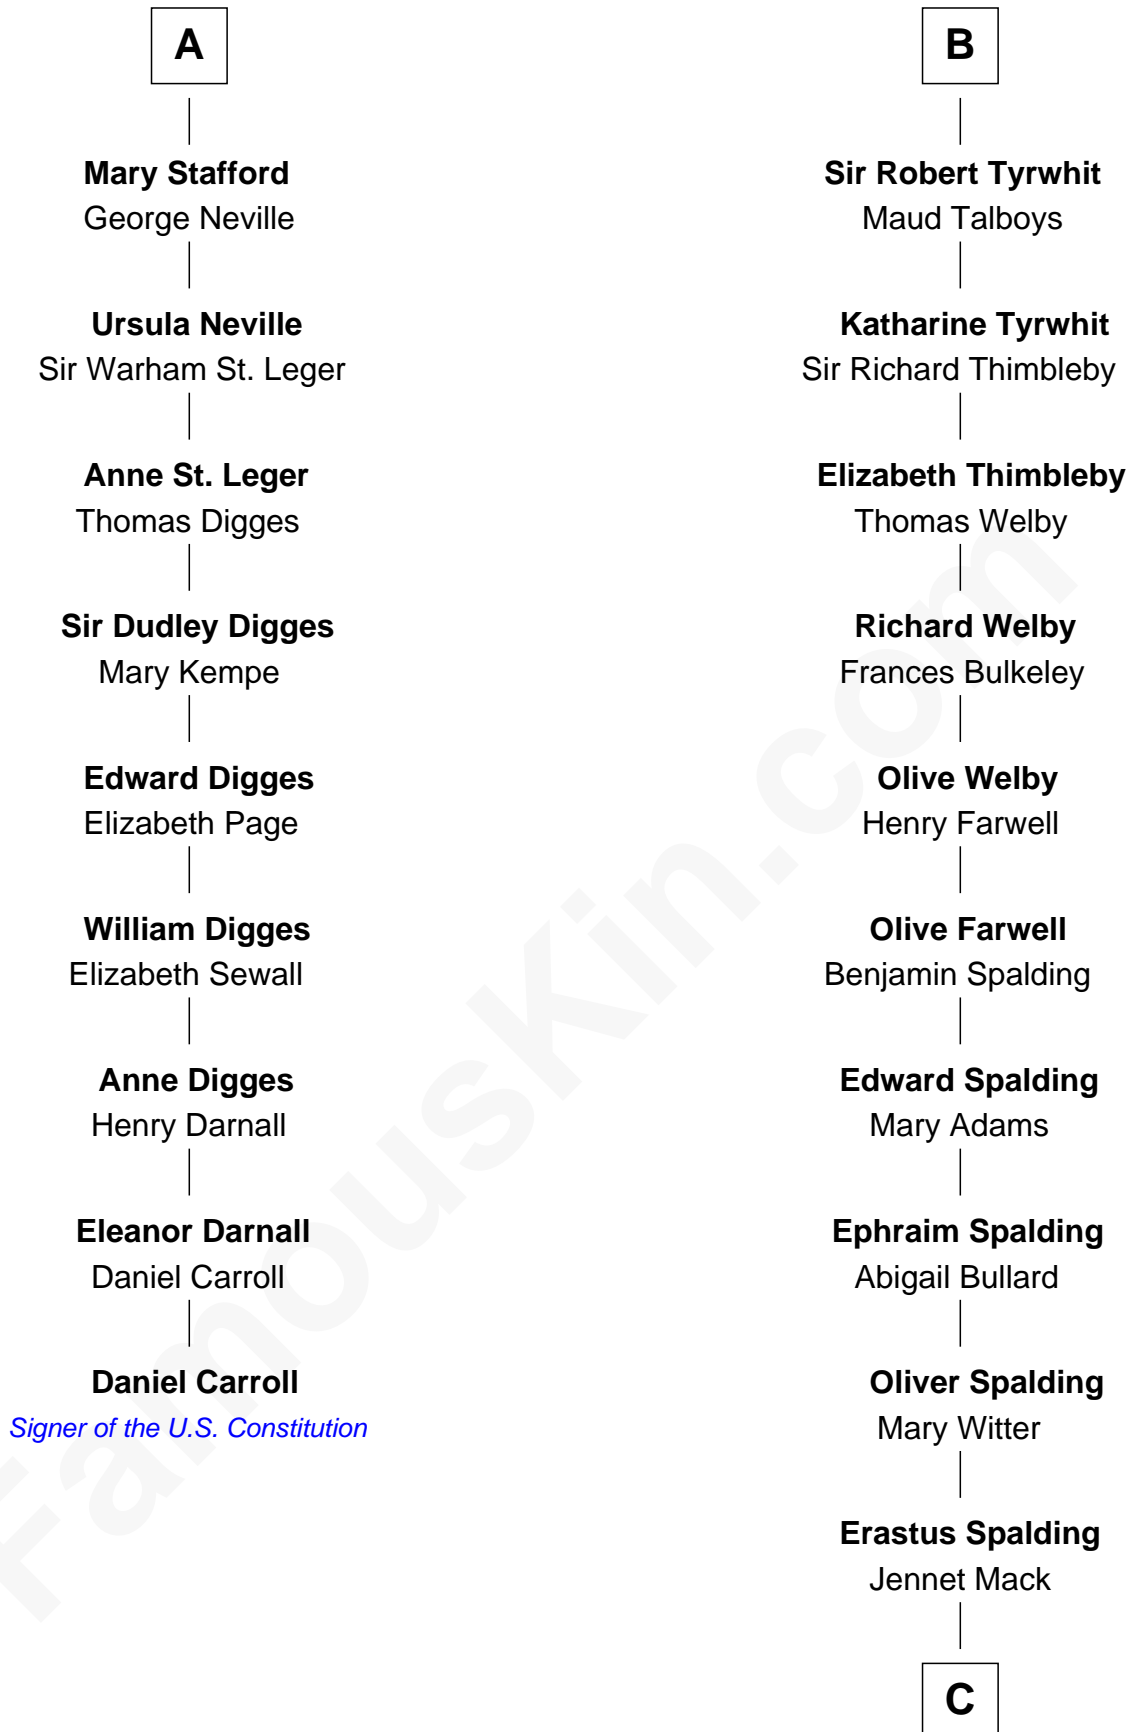 A
Mary Stafford
George Neville
Ursula Neville
Sir Warham St. Leger
Anne St. Leger
Thomas Digges
Sir Dudley Digges
Mary Kempe
Edward Digges
Elizabeth Page
William Digges
Elizabeth Sewall
Anne Digges
Henry Darnall
Eleanor Darnall
Daniel Carroll
Daniel Carroll
Signer of the U.S. Constitution
B
Sir Robert Tyrwhit
Maud Talboys
Katharine Tyrwhit
Sir Richard Thimbleby
Elizabeth Thimbleby
Thomas Welby
Richard Welby
Frances Bulkeley
Olive Welby
Henry Farwell
Olive Farwell
Benjamin Spalding
Edward Spalding
Mary Adams
Ephraim Spalding
Abigail Bullard
Oliver Spalding
Mary Witter
Erastus Spalding
Jennet Mack
C
FamousKin.com